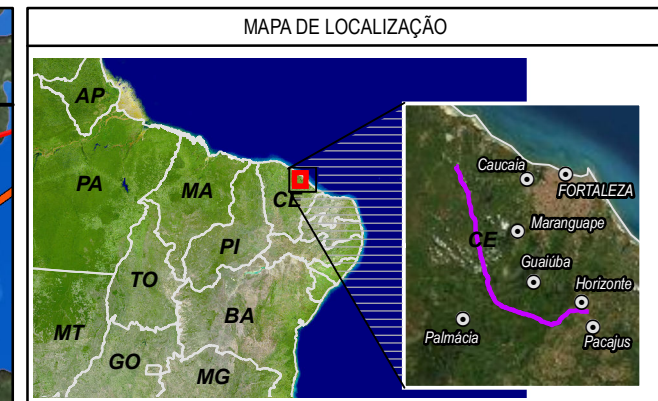 MAPA DE LOCALIZAÇÃO
AP
PA
MA
CE
PI
TO
BA
MT
GO
MG
Caucaia
FORTALEZA
CE
Maranguape
Guaiúba
Horizonte
Palmácia
Pacajus